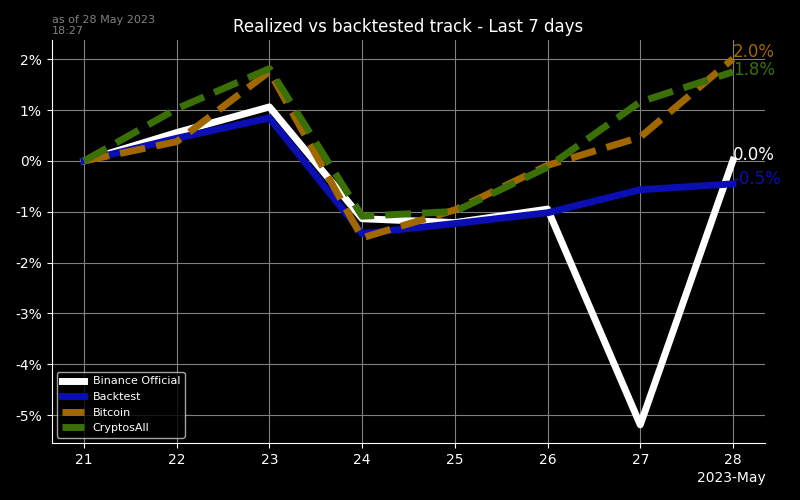 as of 28 May 2023
18:27
Realized vs backtested track - Last 7 days
2%
1%
0%
-1%
-2%
-3%
-4%
-5%
2.0%
1.8%
0.0%
-0.5%
Binance Official
Backtest
Bitcoin
CryptosAll
21 22 23 24 25 26 27 28
2023-May